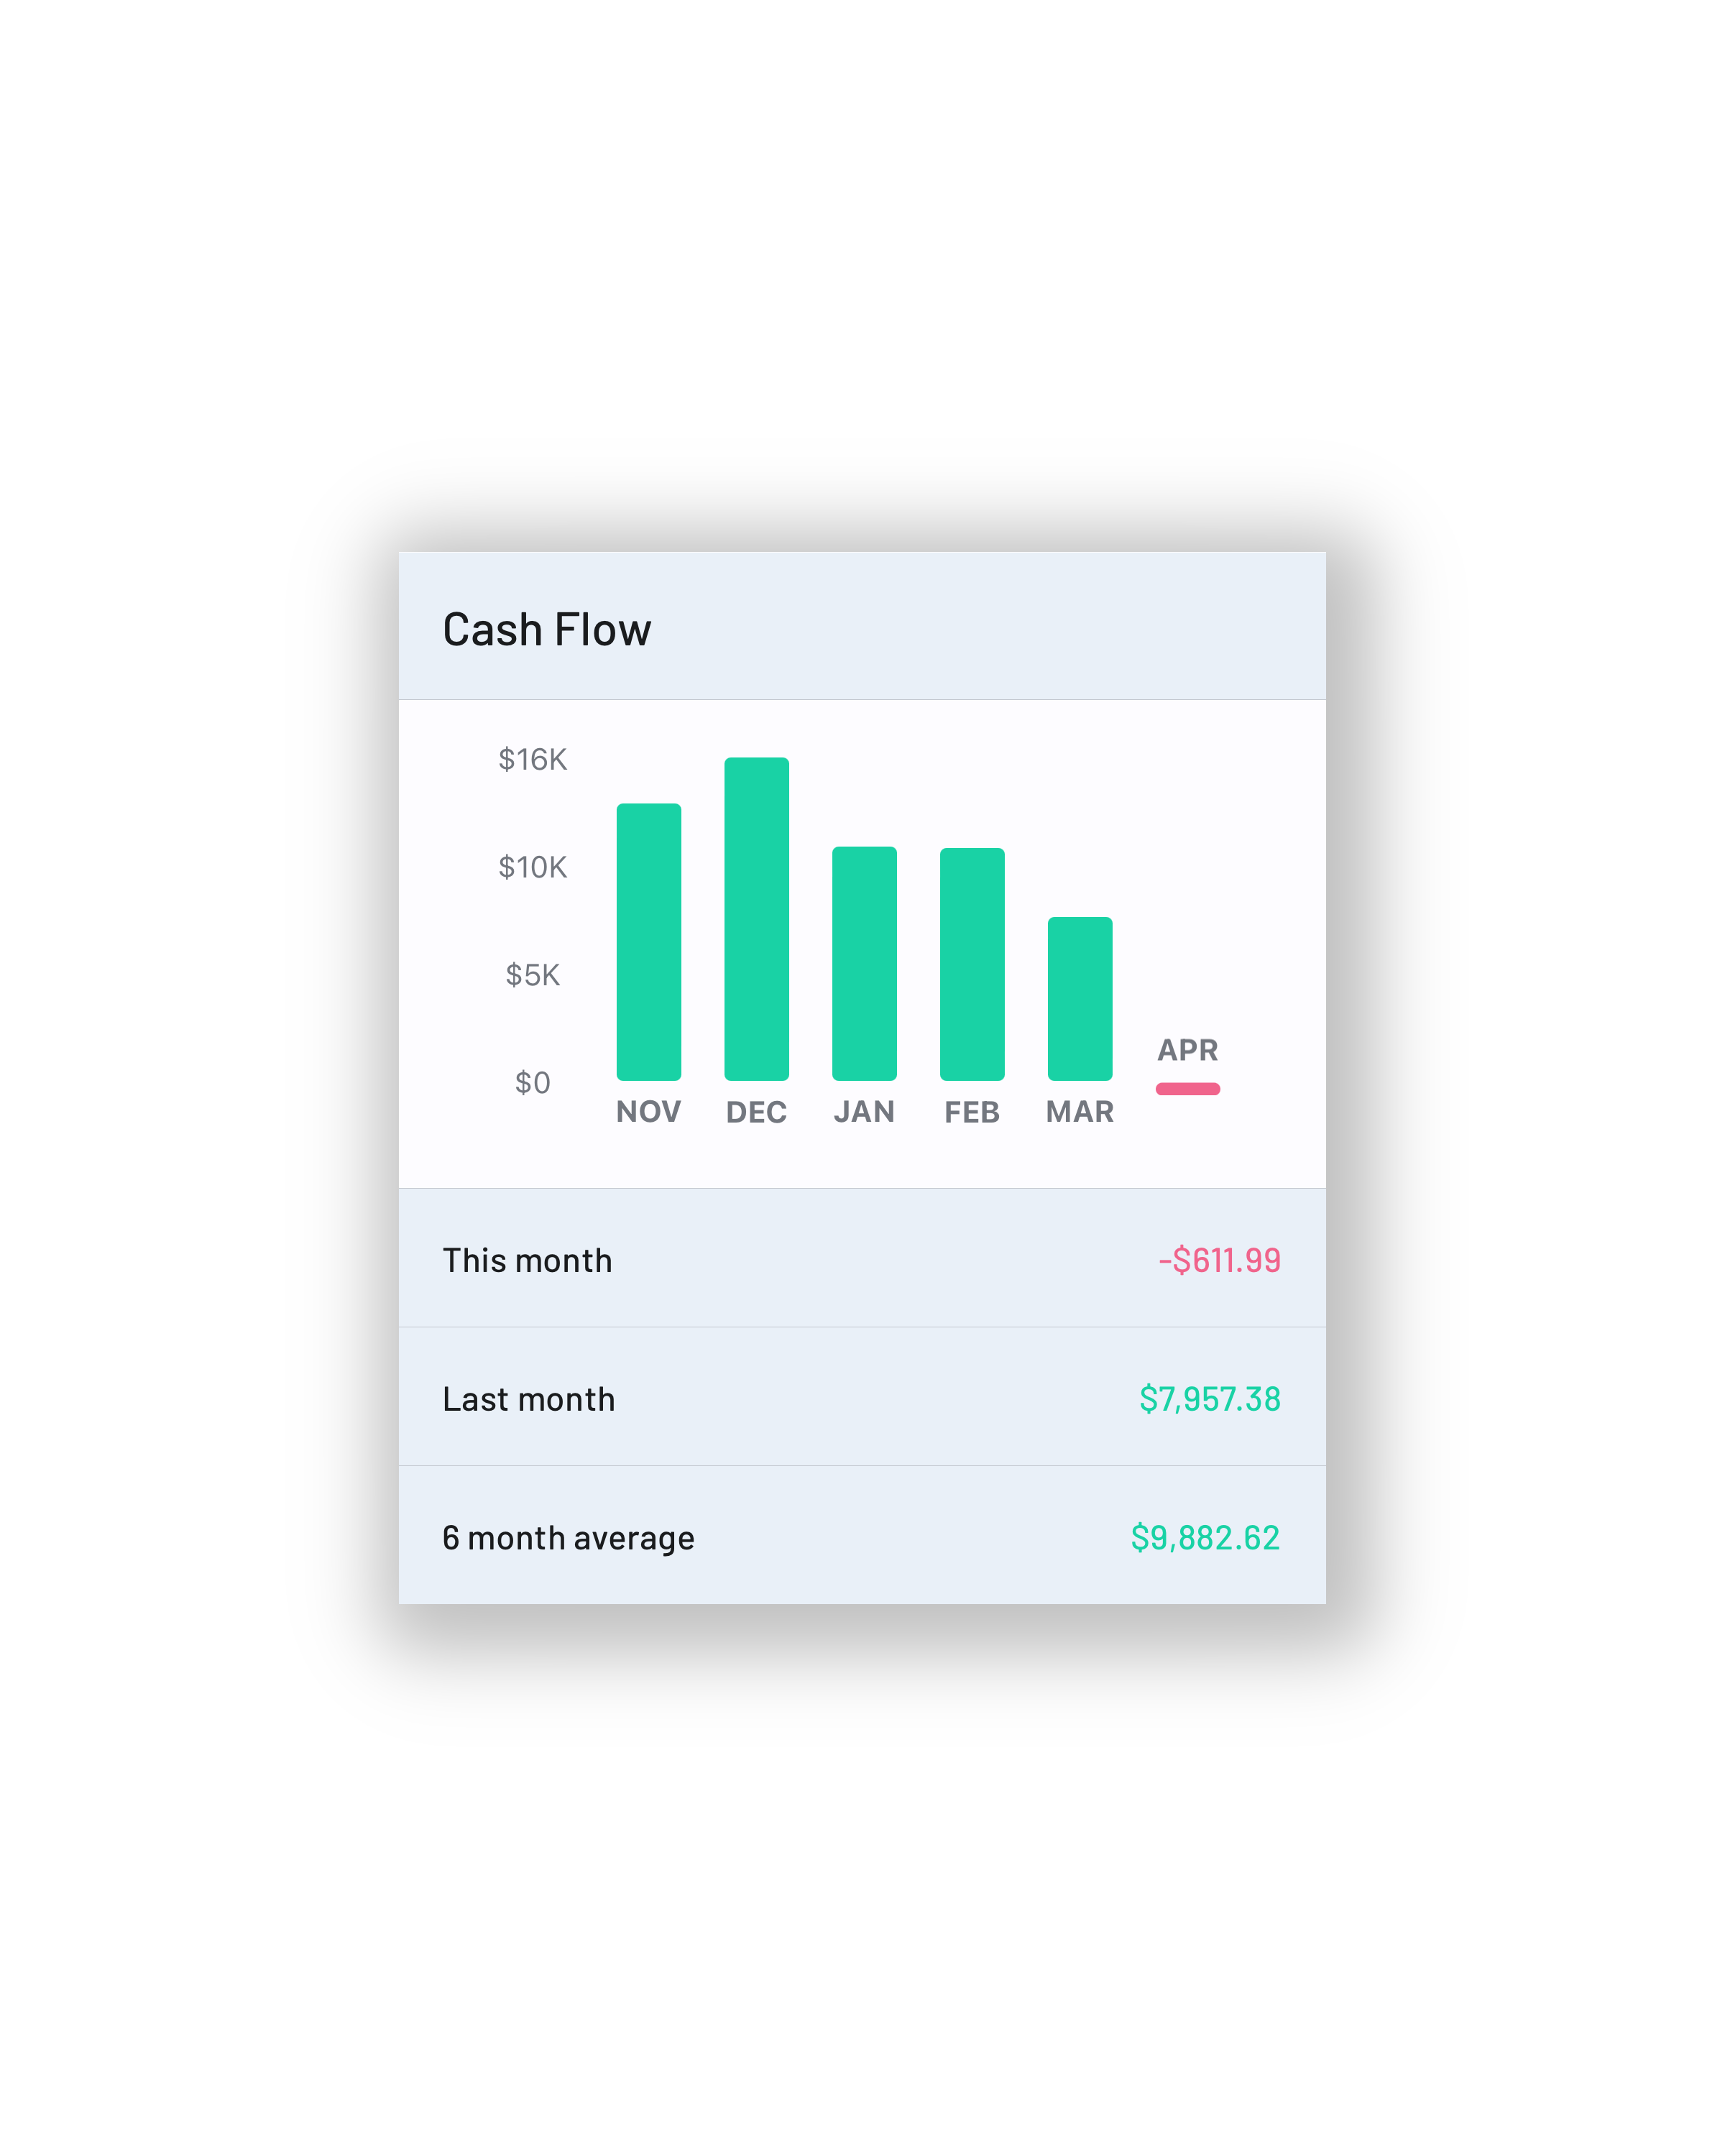 Cash Flow
$16K
$10K
$5K
$0
APR
NOV DEC JAN FEB MAR
This month -$611.99
Last month $7,957.38
6 month average $9,882.62